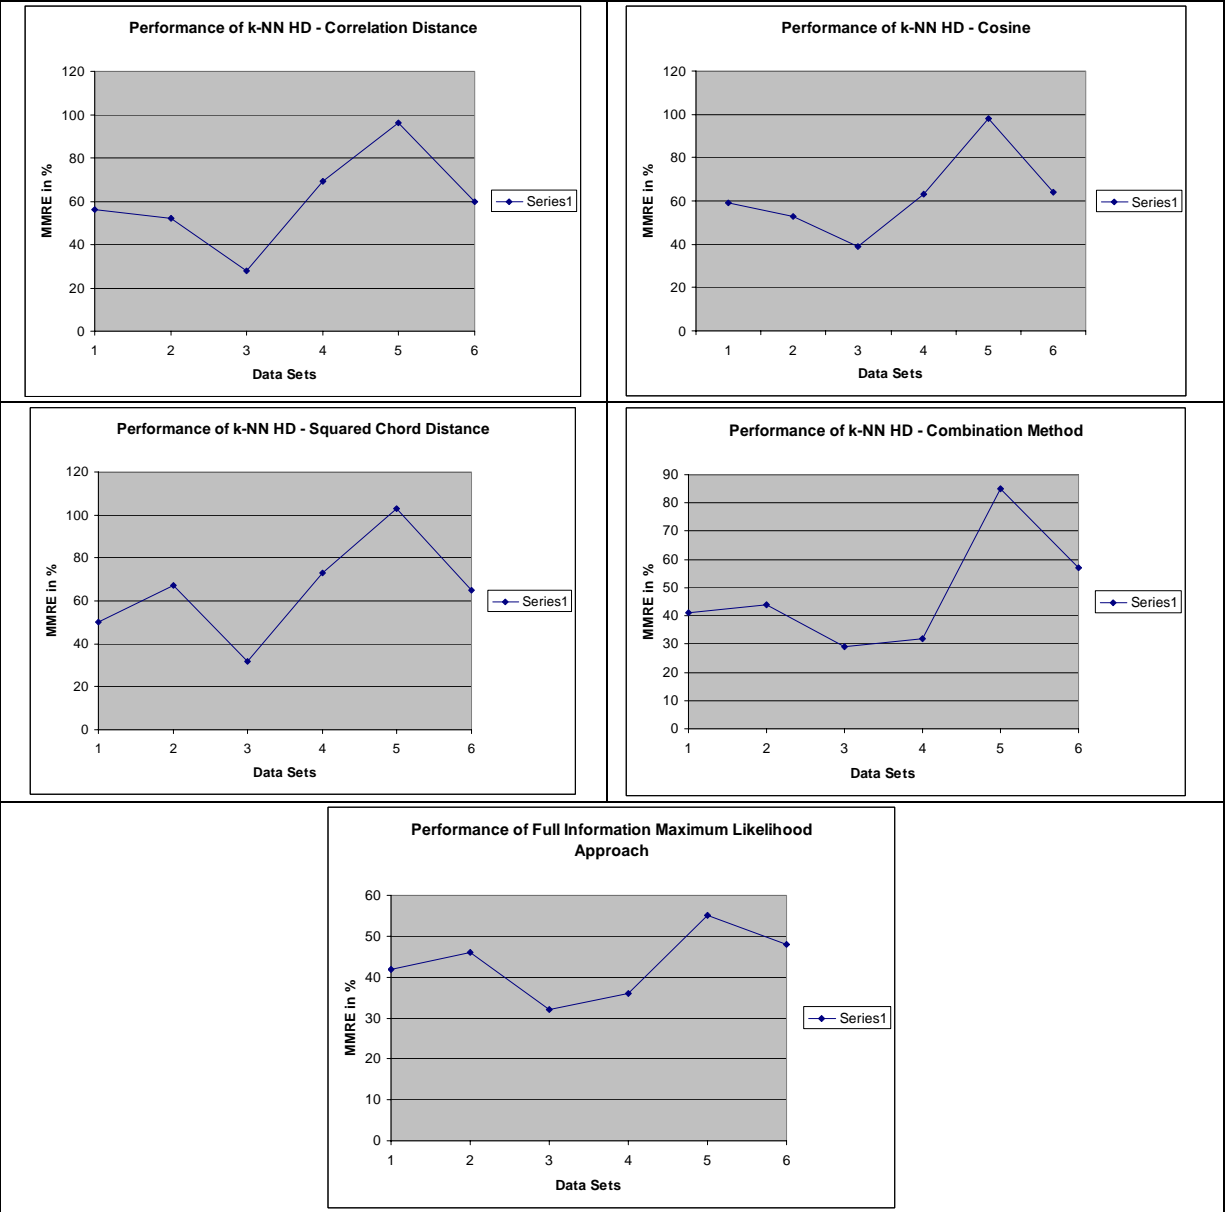 Performance of k-NN HD - Correlation Distance
120
100
80
60
40
20
0
1 2 3 4 5 6
Data Sets
MMRE in %
Series1
Performance of k-NN HD - Cosine
120
100
80
60
40
20
0
1 2 3 4 5 6
Data Sets
MMRE in %
Series1
Performance of k-NN HD - Squared Chord Distance
120
100
80
60
40
20
0
1 2 3 4 5 6
Data Sets
MMRE in %
Series1
Performance of k-NN HD - Combination Method
90
80
70
60
50
40
30
20
10
0
1 2 3 4 5 6
Data Sets
MMRE in %
Series1
Performance of Full Information Maximum Likelihood
Approach
60
50
40
30
20
10
0
1 2 3 4 5 6
Data Sets
MMRE in %
Series1